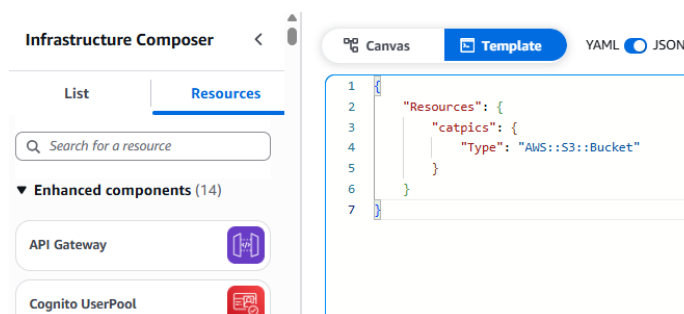 Infrastructure Composer
List
Resources
Search for a resource
Enhanced components (14)
API Gateway
Cognito UserPool
Canvas
Template
YAML
JSON
1 {
2 "Resources": {
3 "catpics": {
4 "Type": "AWS::S3::Bucket"
5 }
6 }
7 }